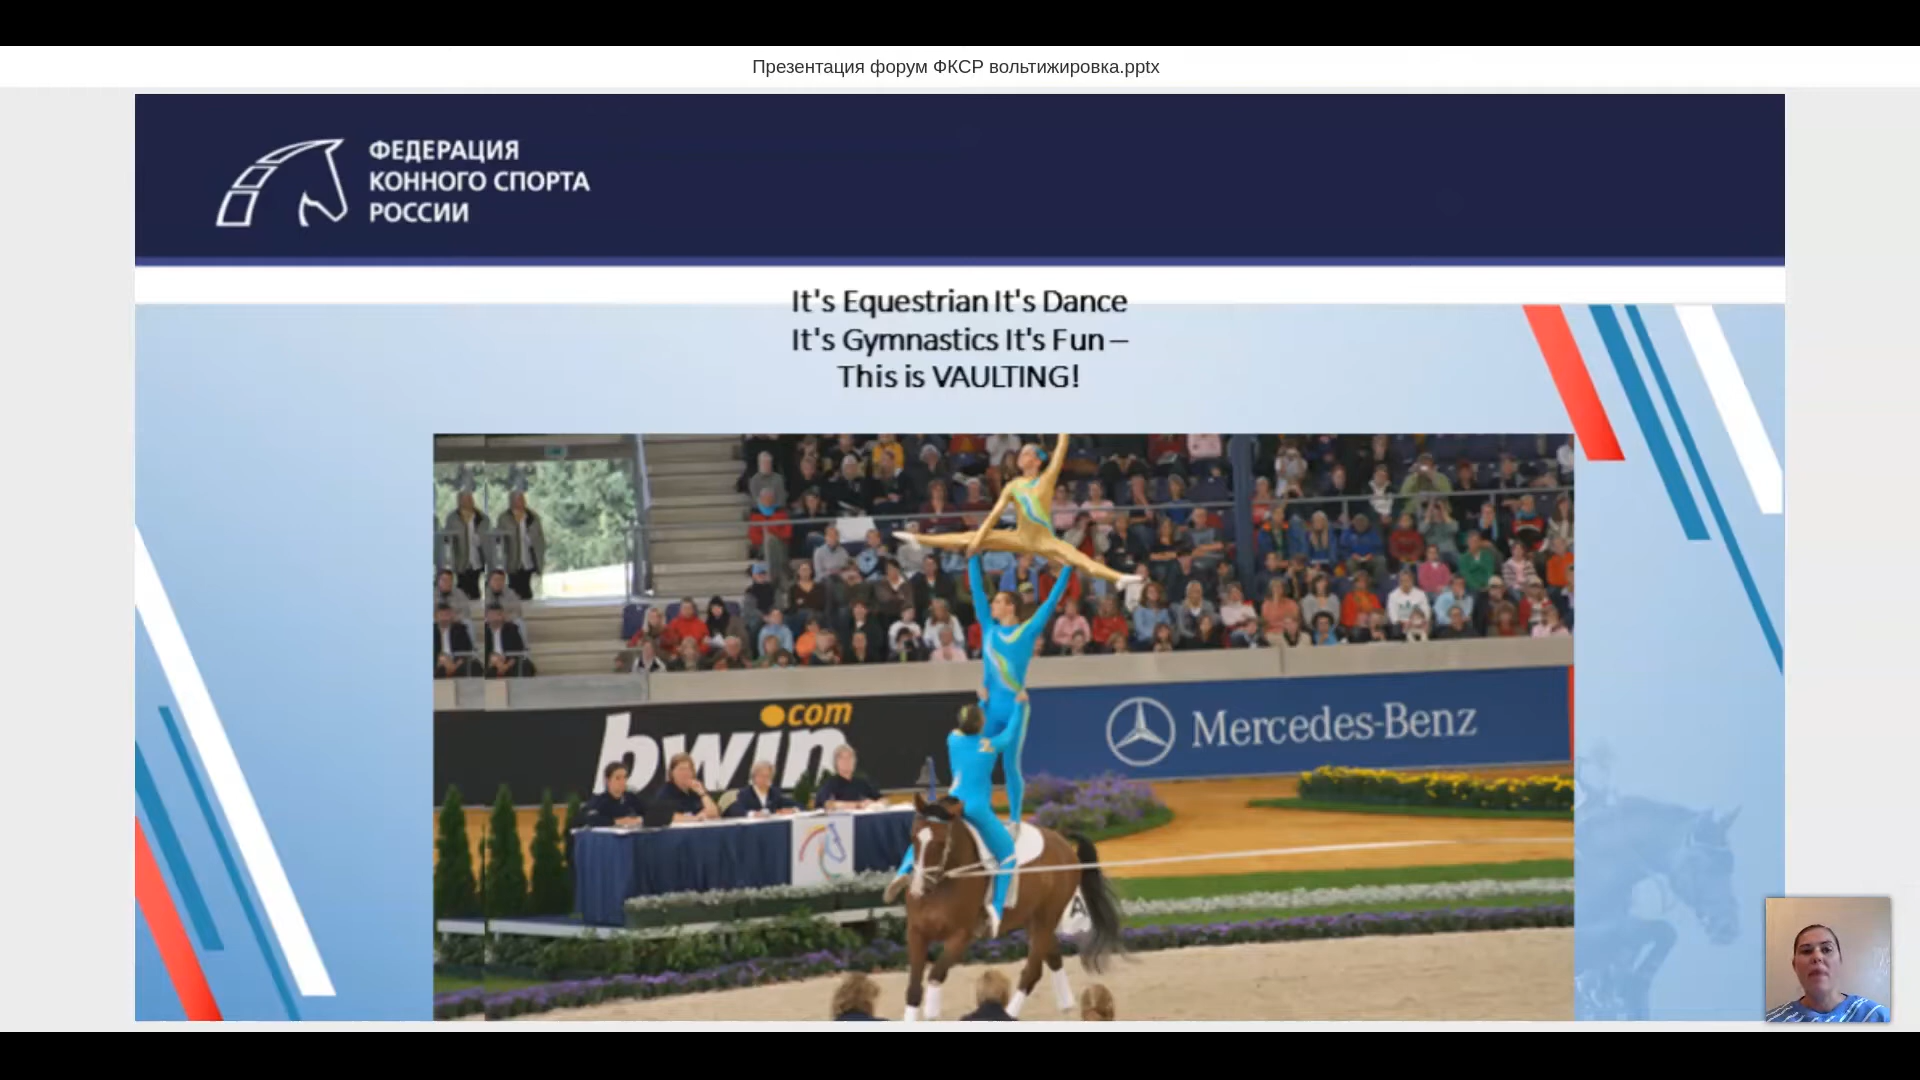 Презентация форум ФКСР вольтижировка.pptx
ФЕДЕРАЦИЯ
КОННОГО СПОРТА
РОССИИ
It's Equestrian It's Dance
It's Gymnastics It's Fun –
This is VAULTING!
.com
bwin
Mercedes-Benz
A